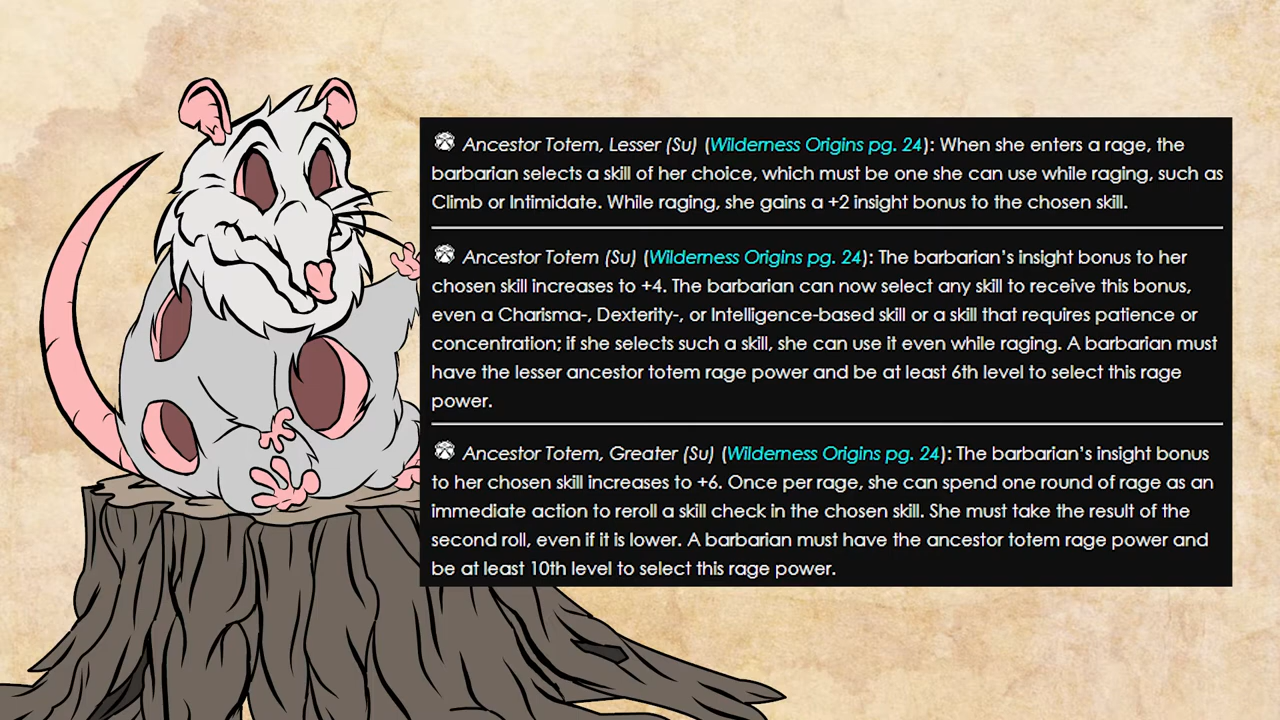 Ancestor Totem, Lesser (Su) (Wilderness Origins pg. 24): When she enters a rage, the
barbarian selects a skill of her choice, which must be one she can use while raging, such as
Climb or Intimidate. While raging, she gains a +2 insight bonus to the chosen skill.
Ancestor Totem (Su) (Wilderness Origins pg. 24): The barbarian's insight bonus to her
chosen skill increases to +4. The barbarian can now select any skill to receive this bonus,
even a Charisma-, Dexterity-, or Intelligence-based skill or a skill that requires patience or
concentration; if she selects such a skill, she can use it even while raging. A barbarian must
have the lesser ancestor totem rage power and be at least 6th level to select this rage
power.
Ancestor Totem, Greater (Su) (Wilderness Origins pg. 24): The barbarian's insight bonus
to her chosen skill increases to +6. Once per rage, she can spend one round of rage as an
immediate action to reroll a skill check in the chosen skill. She must take the result of the
second roll, even if it is lower. A barbarian must have the ancestor totem rage power and
be at least 10th level to select this rage power.